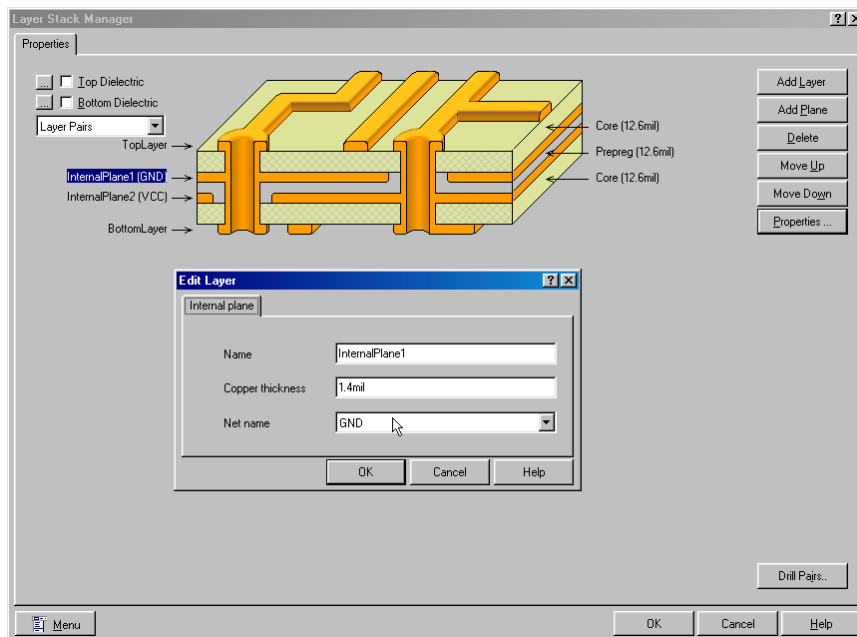 Layer Stack Manager
Properties
... Top Dielectric
... Bottom Dielectric
Layer Pairs
TopLayer
InternalPlane1 (GND)
InternalPlane2 (VCC)
BottomLayer
Core (12.6mil)
Prepreg (12.6mil)
Core (12.6mil)
Add Layer
Add Plane
Delete
Move Up
Move Down
Properties ...
Edit Layer
Internal plane
Name InternalPlane1
Copper thickness 1.4mil
Net name GND
OK Cancel Help
Drill Pairs..
Menu OK Cancel Help